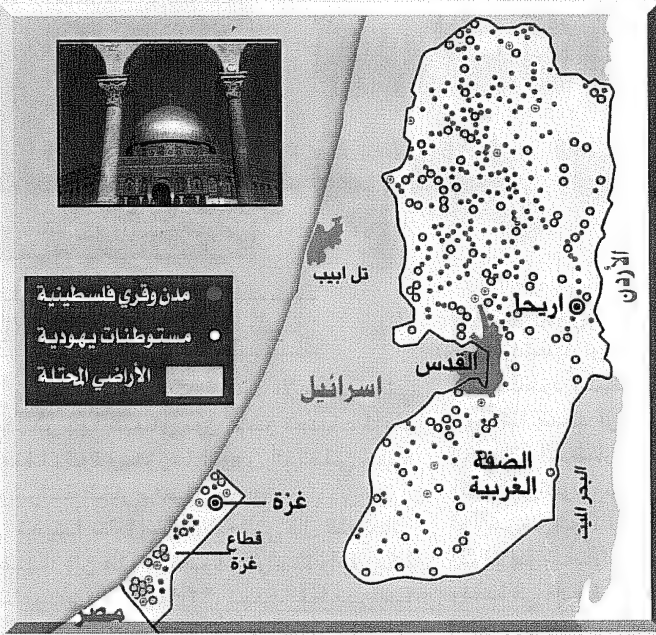 تل ابيب
الأردن
مدن وقري فلسطينية
مستوطنات يهودية
الأراضي المحتلة
اريحا
القدس
اسرائيل
الضفة
الغربية
البحر الميت
غزة
قطاع
غزة
مصر